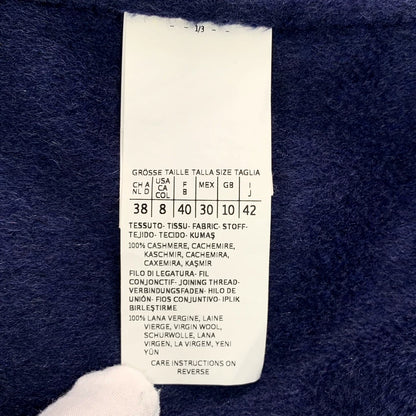 - - 1/3 - - -
GRÖSSE TAILLE TALLA SIZE TAGLIA
CH A NL D USA CA COL F B MEX GB I J
38 8 40 30 10 42
TESSUTO- TISSU- FABRIC- STOFF-
TEJIDO- TECIDO- KUMAŞ
100% CASHMERE, CACHEMIRE,
KASCHMIR, CACHEMIRA,
CAXEMIRA, KAŞMİR
FILO DI LEGATURA- FIL
CONJONCTIF- JOINING THREAD-
VERBINDUNGSFADEN- HILO DE
UNIÓN- FIOS CONJUNTIVO- IPLIK
BIRLEŞTIRME
100% LANA VERGINE, LAINE
VIERGE, VIRGIN WOOL,
SCHURWOLLE, LANA
VIRGEN, LA VIRGEM, YENI
YÜN
CARE INSTRUCTIONS ON
REVERSE